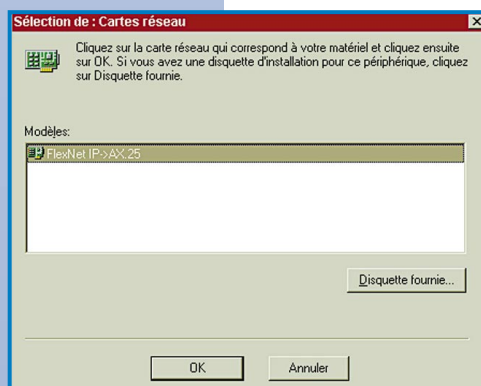 Sélection de : Cartes réseau
Cliquez sur la carte réseau qui correspond à votre matériel et cliquez ensuite
sur OK. Si vous avez une disquette d'installation pour ce périphérique, cliquez
sur Disquette fournie.
Modèles:
FlexNet IP->AX.25
Disquette fournie...
OK
Annuler